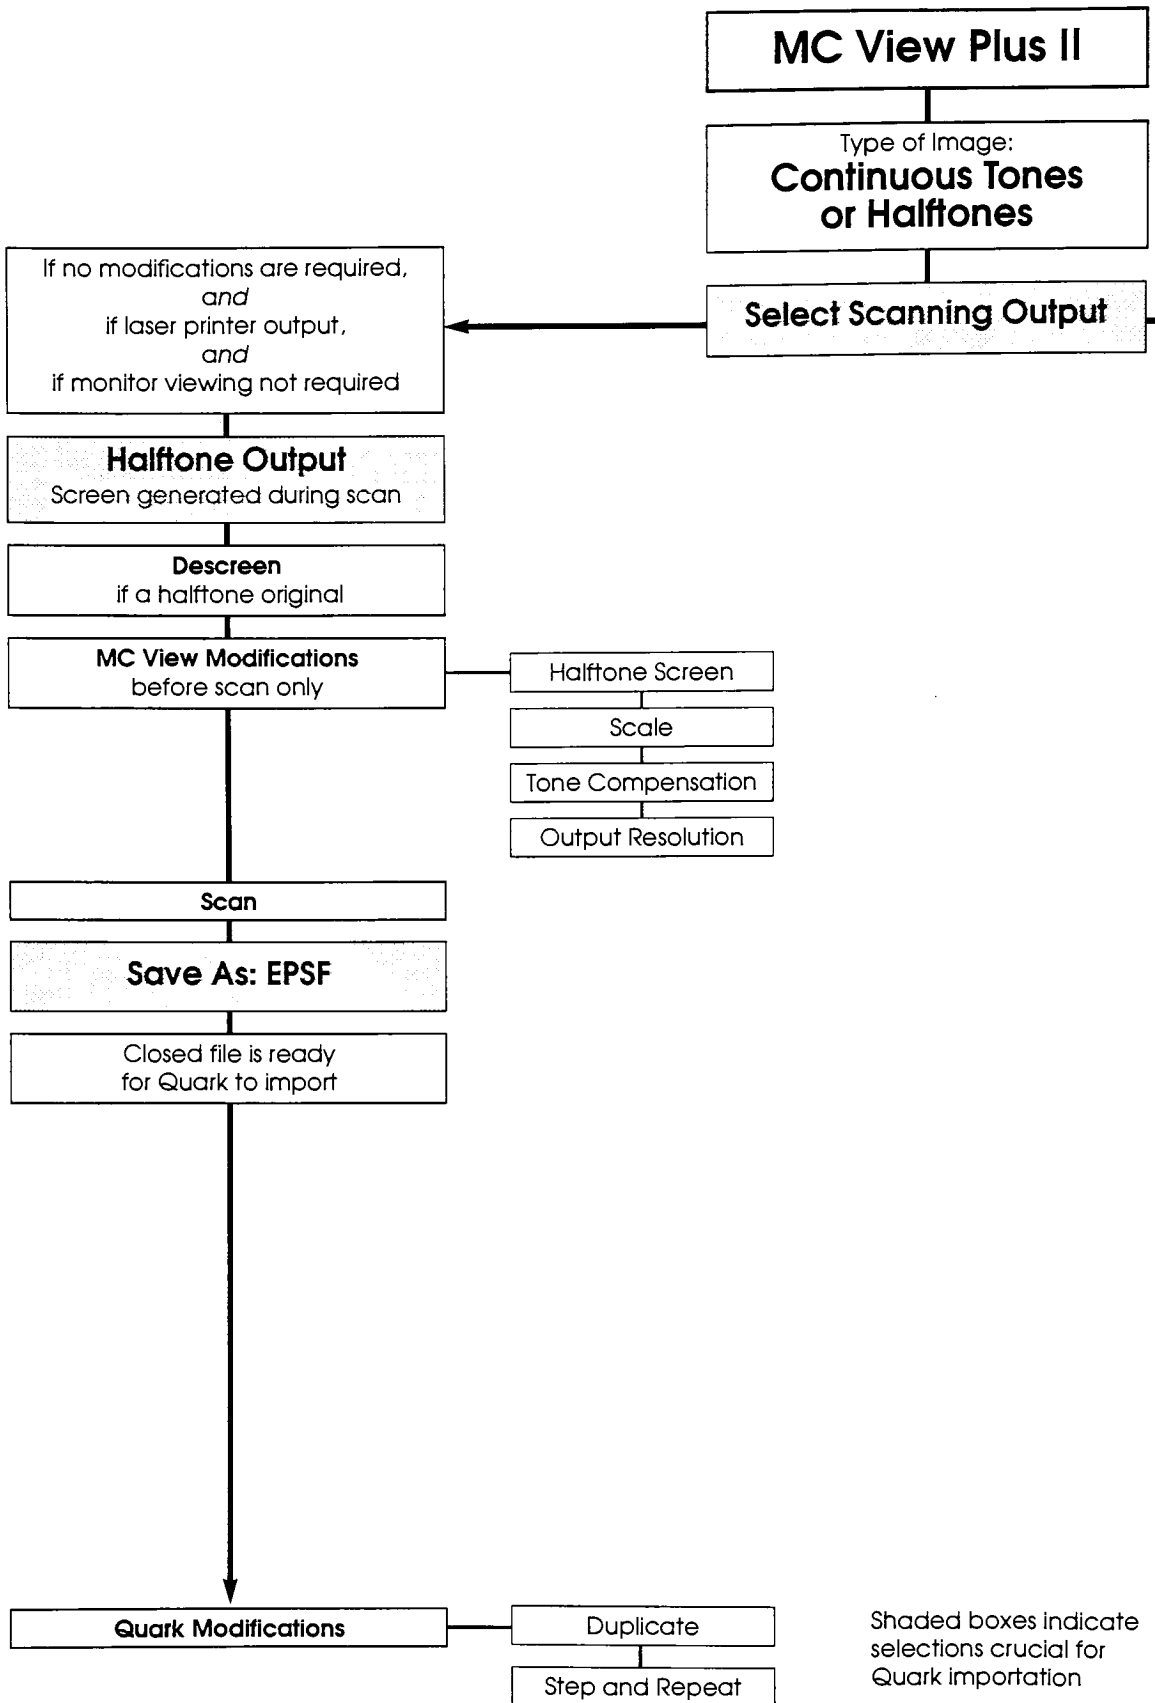 MC View Plus II
Type of Image:
Continuous Tones
or Halftones
Select Scanning Output
If no modifications are required,
and
if laser printer output,
and
if monitor viewing not required
Halftone Output
Screen generated during scan
Descreen
if a halftone original
MC View Modifications
before scan only
Halftone Screen
Scale
Tone Compensation
Output Resolution
Scan
Save As: EPSF
Closed file is ready
for Quark to import
Quark Modifications
Duplicate
Step and Repeat
Shaded boxes indicate
selections crucial for
Quark importation